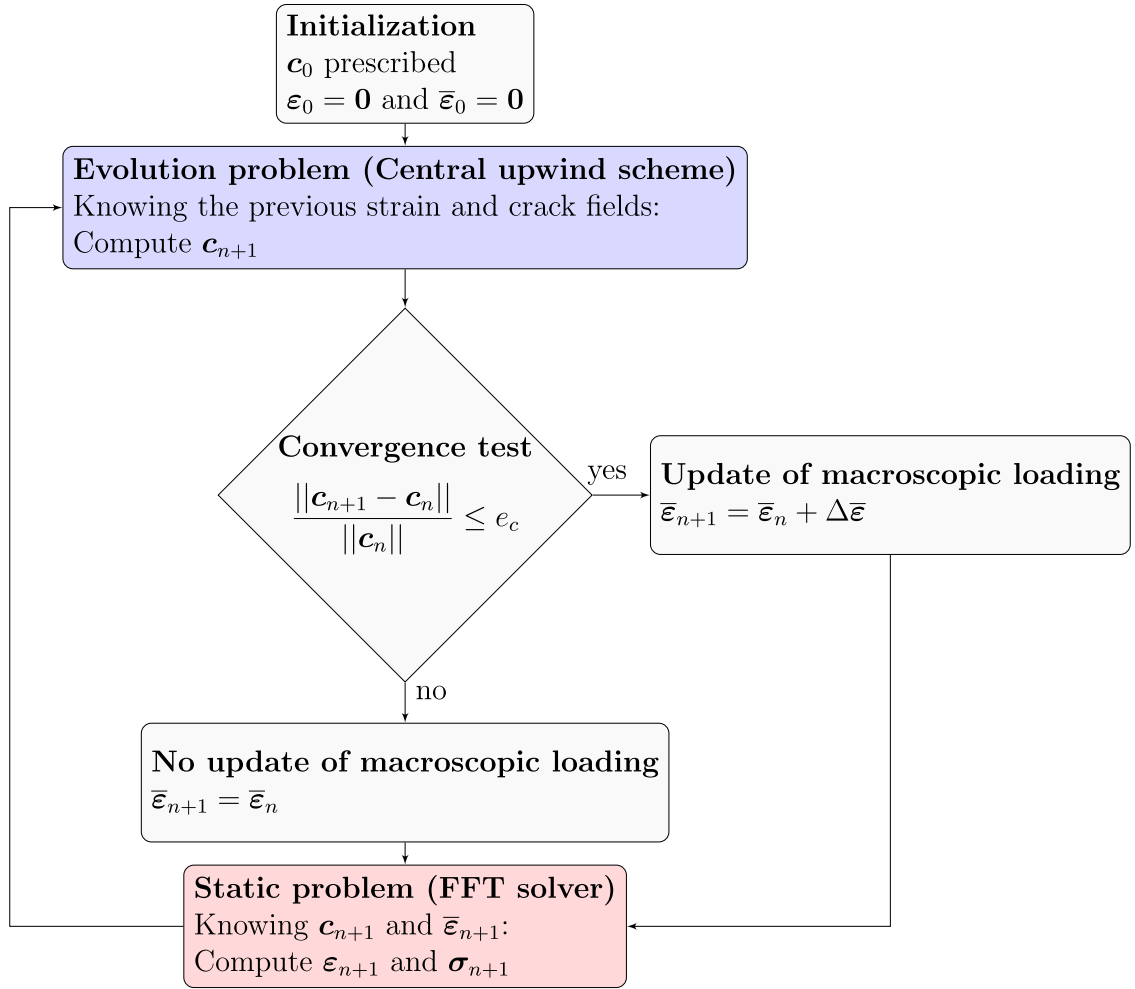 Initialization
𝒄₀ prescribed
𝜺₀ = 𝟎 and 𝜺̅₀ = 𝟎
Evolution problem (Central upwind scheme)
Knowing the previous strain and crack fields:
Compute 𝒄ₙ₊₁
Convergence test
||𝒄ₙ₊₁ − 𝒄ₙ||
≤ e_c
||𝒄ₙ||
yes
Update of macroscopic loading
𝜺̅ₙ₊₁ = 𝜺̅ₙ + Δ𝜺̅
no
No update of macroscopic loading
𝜺̅ₙ₊₁ = 𝜺̅ₙ
Static problem (FFT solver)
Knowing 𝒄ₙ₊₁ and 𝜺̅ₙ₊₁:
Compute 𝜺ₙ₊₁ and 𝝈ₙ₊₁